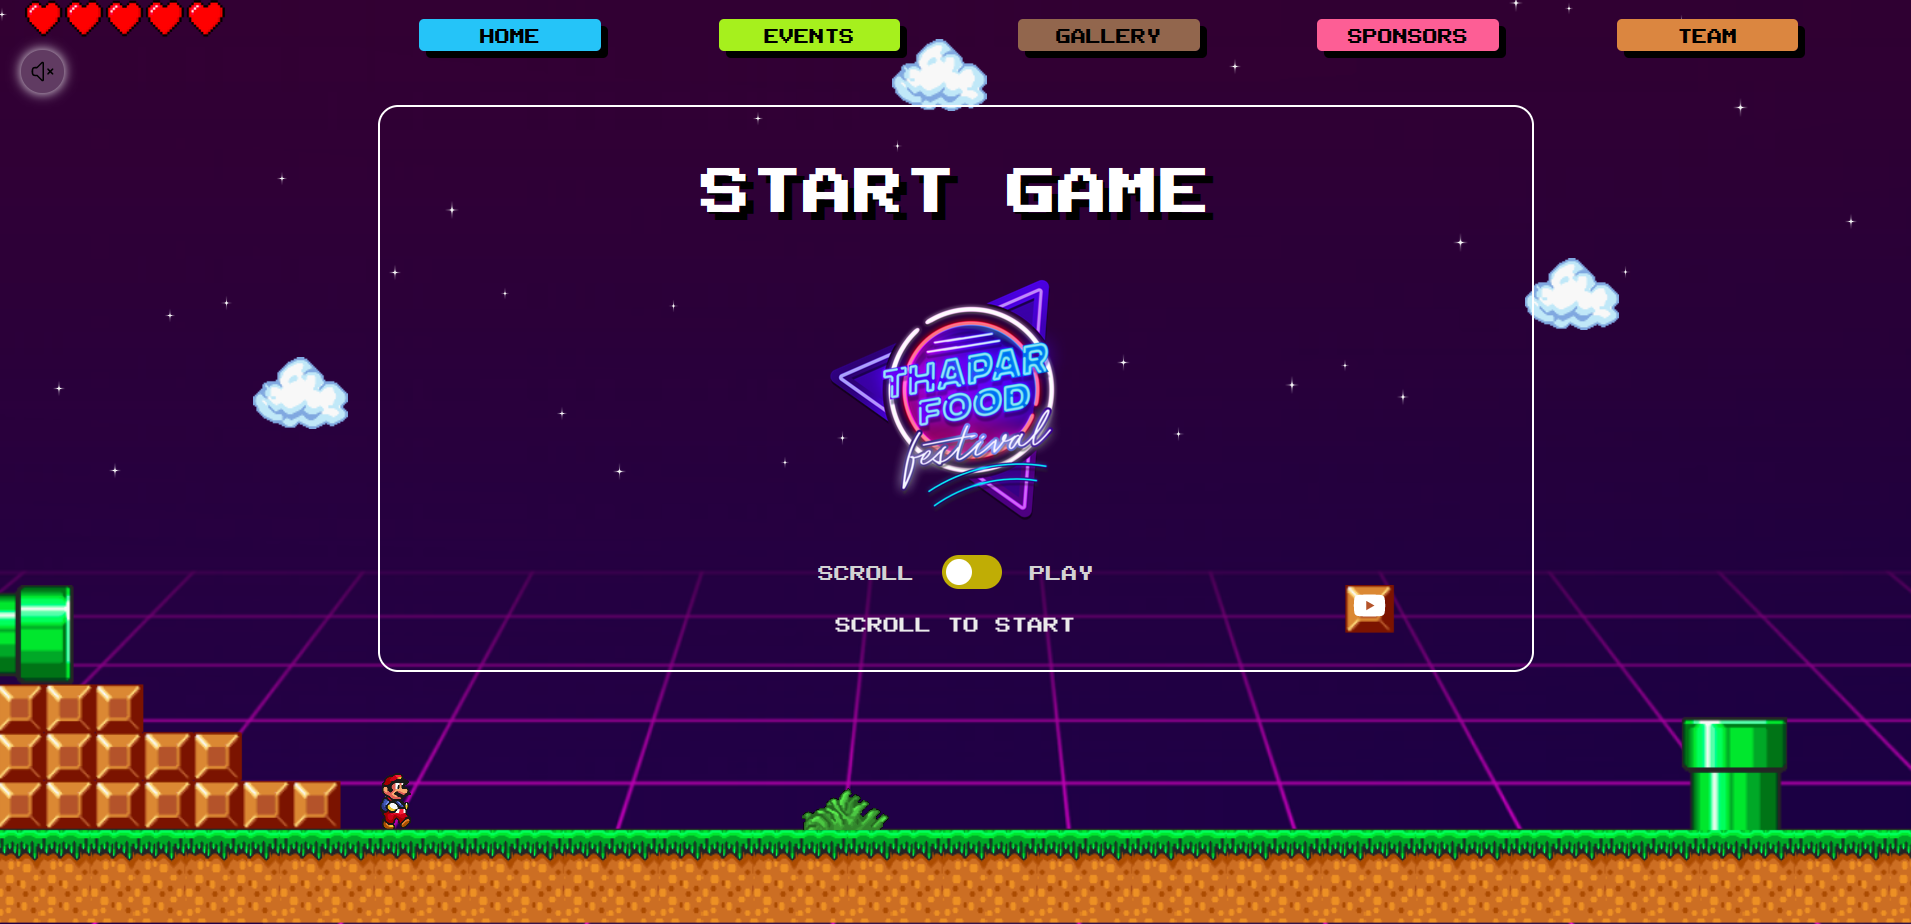 HOME
EVENTS
GALLERY
SPONSORS
TEAM
START GAME
THAPAR
FOOD
festival
SCROLL
PLAY
SCROLL TO START